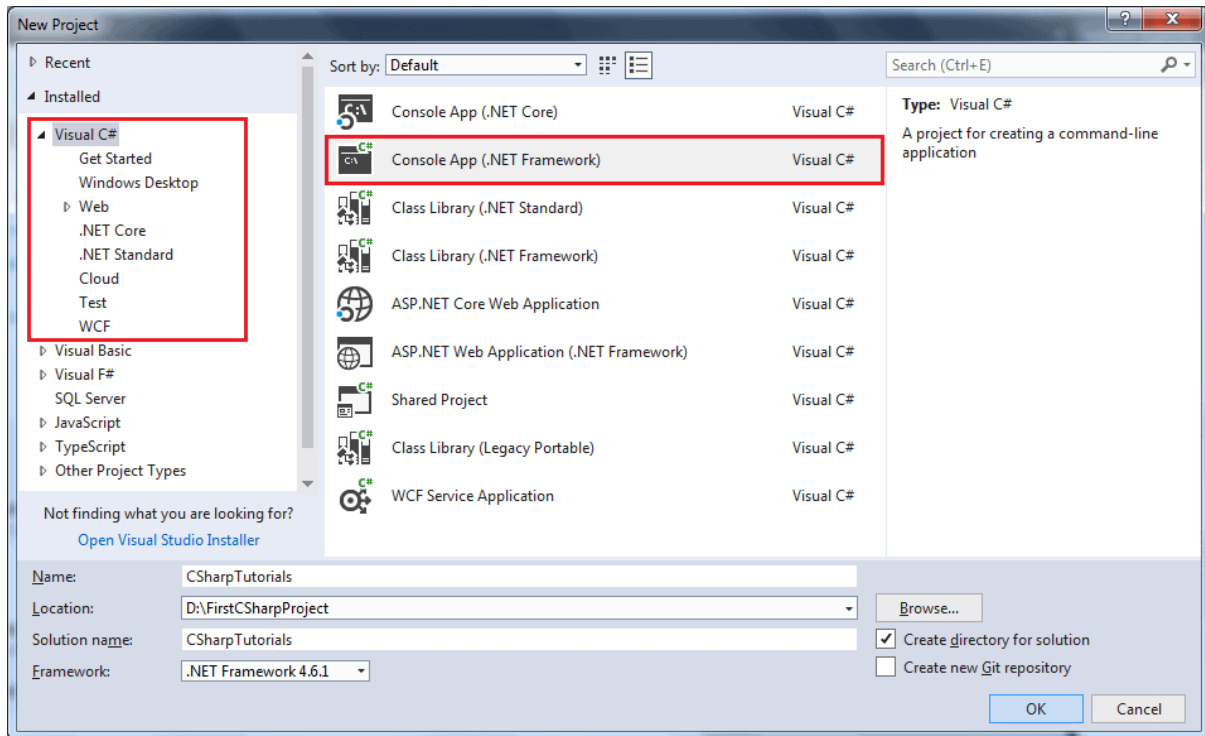 New Project
Recent
Installed
Visual C#
Get Started
Windows Desktop
Web
.NET Core
.NET Standard
Cloud
Test
WCF
Visual Basic
Visual F#
SQL Server
JavaScript
TypeScript
Other Project Types
Not finding what you are looking for?
Open Visual Studio Installer
Sort by: Default
Console App (.NET Core) Visual C#
Console App (.NET Framework) Visual C#
Class Library (.NET Standard) Visual C#
Class Library (.NET Framework) Visual C#
ASP.NET Core Web Application Visual C#
ASP.NET Web Application (.NET Framework) Visual C#
Shared Project Visual C#
Class Library (Legacy Portable) Visual C#
WCF Service Application Visual C#
Search (Ctrl+E)
Type: Visual C#
A project for creating a command-line
application
Name: CSharpTutorials
Location: D:\FirstCSharpProject Browse...
Solution name: CSharpTutorials Create directory for solution
Framework: .NET Framework 4.6.1 Create new Git repository
OK Cancel